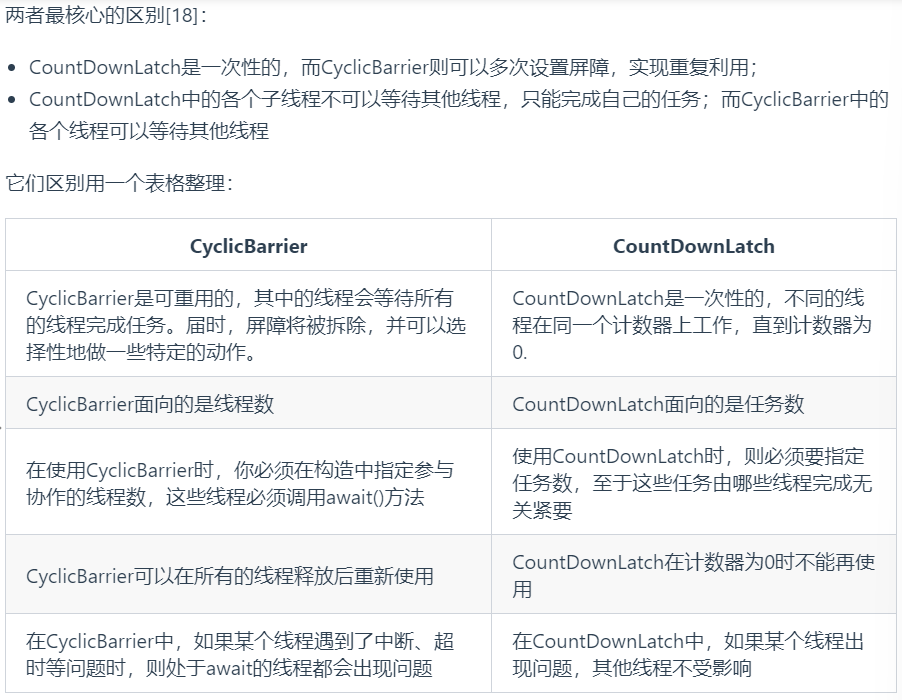 两者最核心的区别[18]：
CountDownLatch是一次性的，而CyclicBarrier则可以多次设置屏障，实现重复利用；
CountDownLatch中的各个子线程不可以等待其他线程，只能完成自己的任务；而CyclicBarrier中的
各个线程可以等待其他线程
它们区别用一个表格整理：
CyclicBarrier
CountDownLatch
CyclicBarrier是可重用的，其中的线程会等待所有
的线程完成任务。届时，屏障将被拆除，并可以选
择性地做一些特定的动作。
CountDownLatch是一次性的，不同的线
程在同一个计数器上工作，直到计数器为
0.
CyclicBarrier面向的是线程数
CountDownLatch面向的是任务数
在使用CyclicBarrier时，你必须在构造中指定参与
协作的线程数，这些线程必须调用await()方法
使用CountDownLatch时，则必须要指定
任务数，至于这些任务由哪些线程完成无
关紧要
CyclicBarrier可以在所有的线程释放后重新使用
CountDownLatch在计数器为0时不能再使
用
在CyclicBarrier中，如果某个线程遇到了中断、超
时等问题时，则处于await的线程都会出现问题
在CountDownLatch中，如果某个线程出
现问题，其他线程不受影响